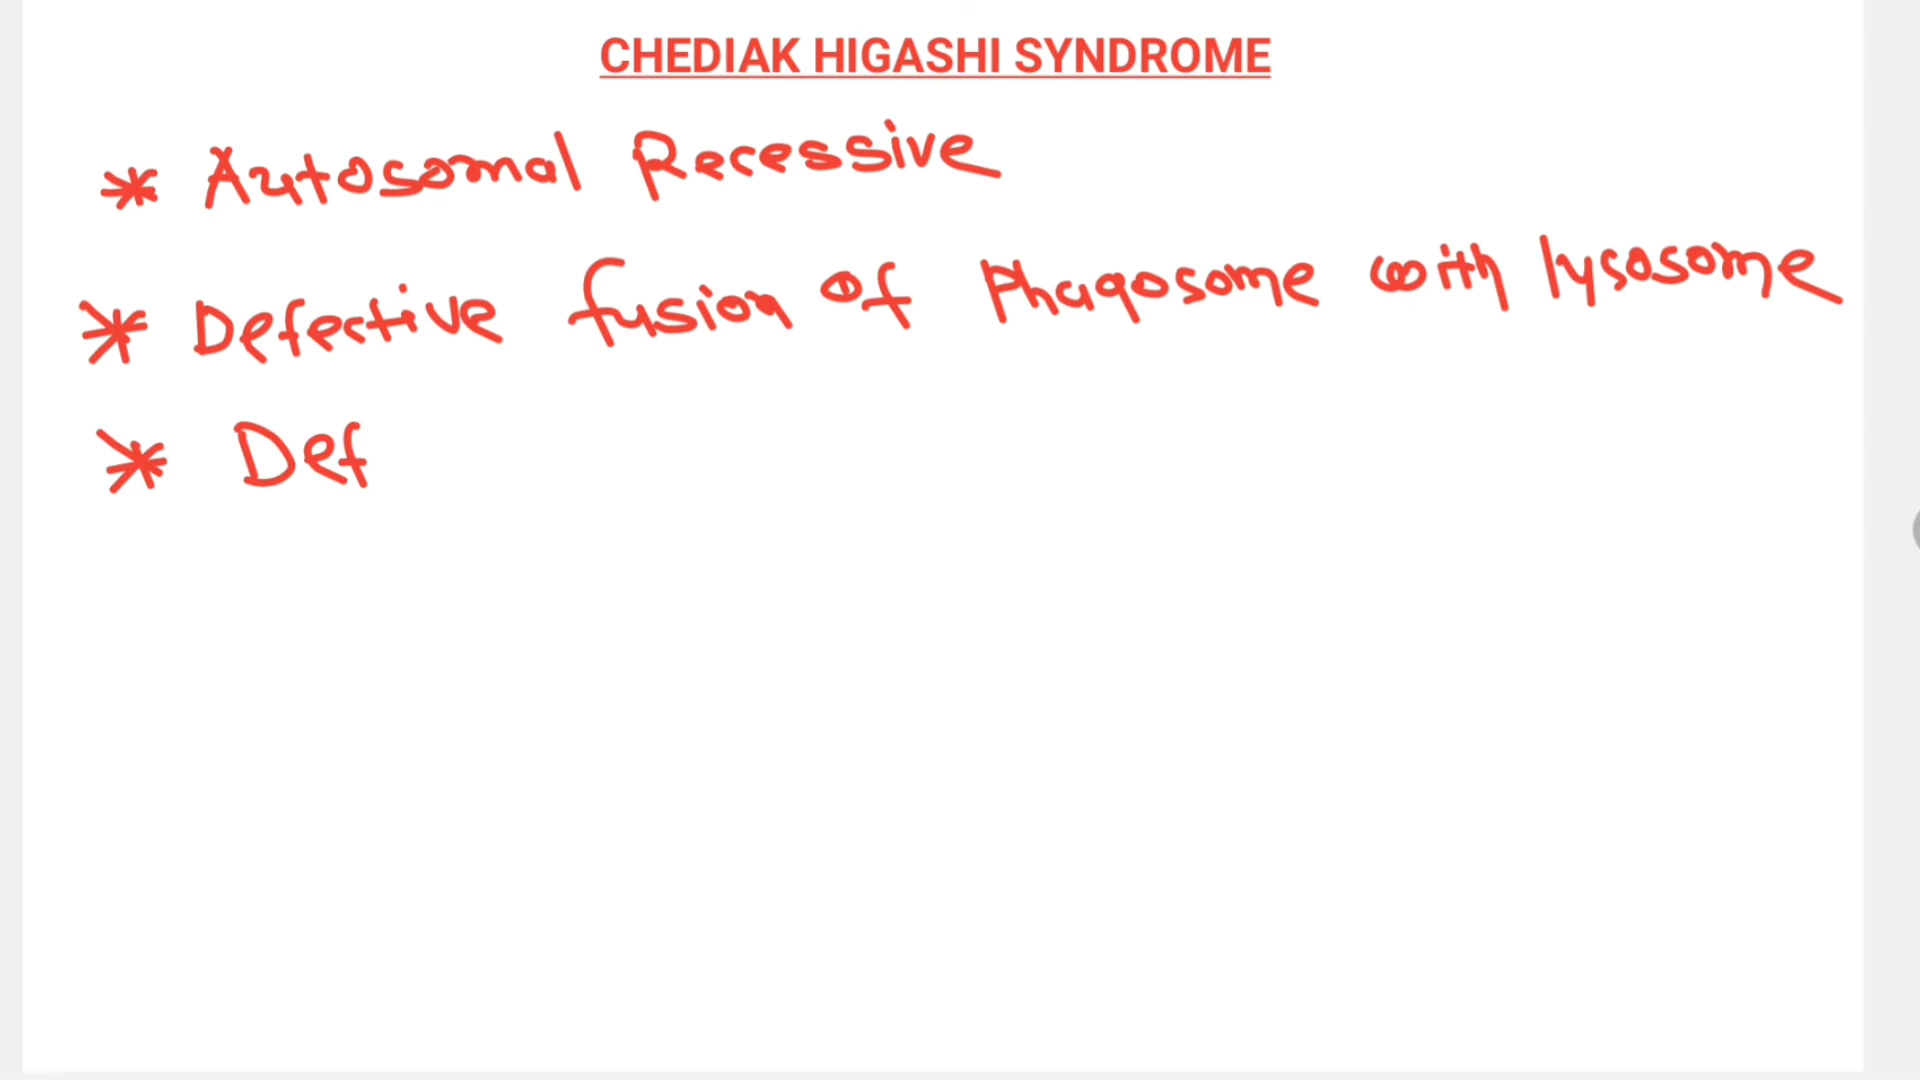 CHEDIAK HIGASHI SYNDROME
* Autosomal Recessive
* Defective fusion of Phagosome with lysosome
* Def